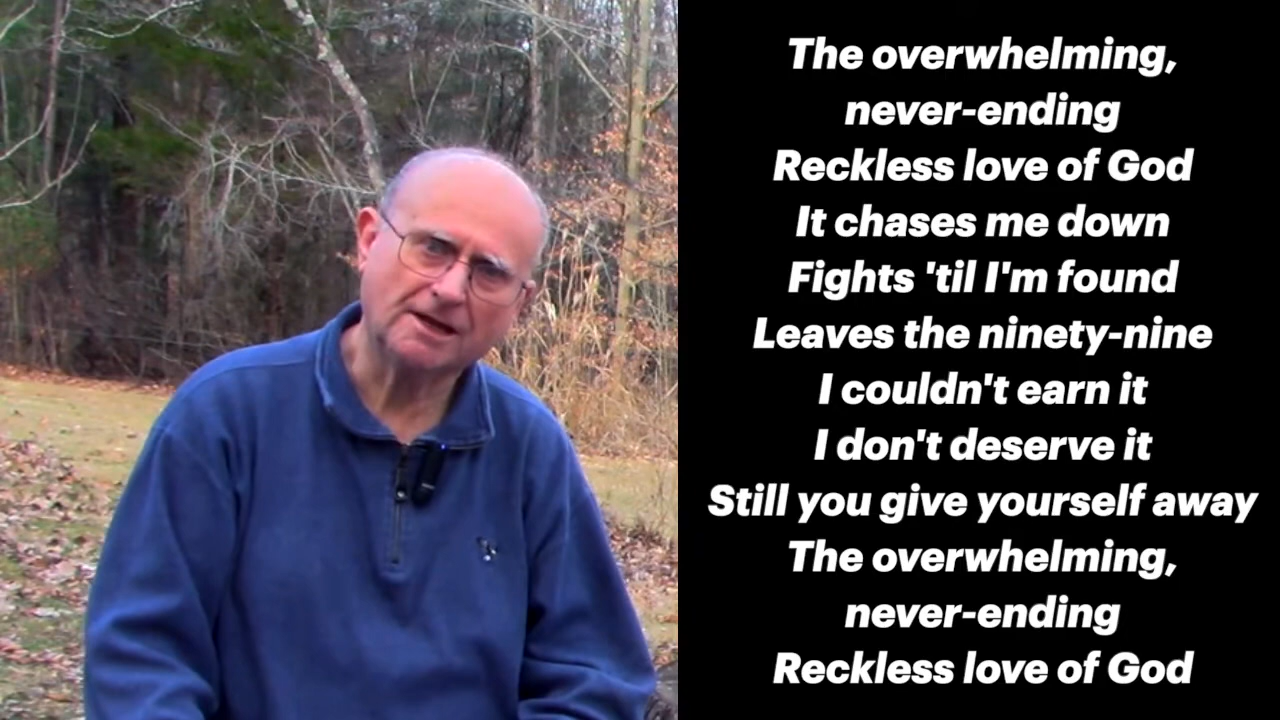 The overwhelming,
never-ending
Reckless love of God
It chases me down
Fights 'til I'm found
Leaves the ninety-nine
I couldn't earn it
I don't deserve it
Still you give yourself away
The overwhelming,
never-ending
Reckless love of God